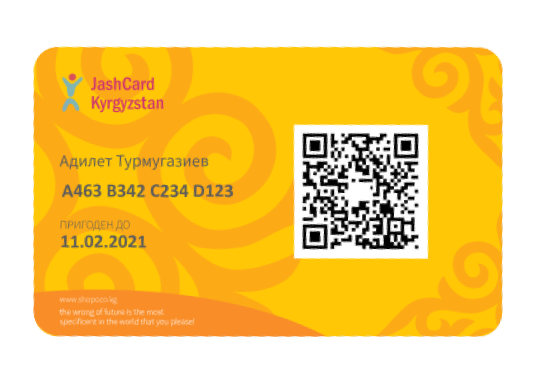 JashCard
Kyrgyzstan
Адилет Турмугазиев
A463 B342 C234 D123
ПРИГОДЕН ДО
11.02.2021
www.shopoco.kg
the wrong of future is the most
specificent in the world that you please!